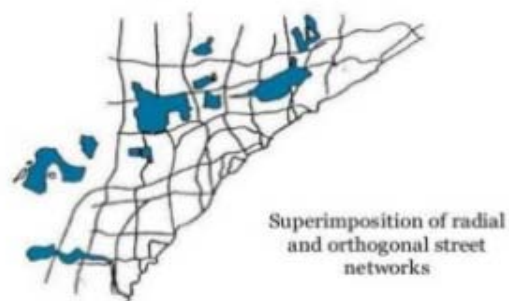 Superimposition of radial
and orthogonal street
networks